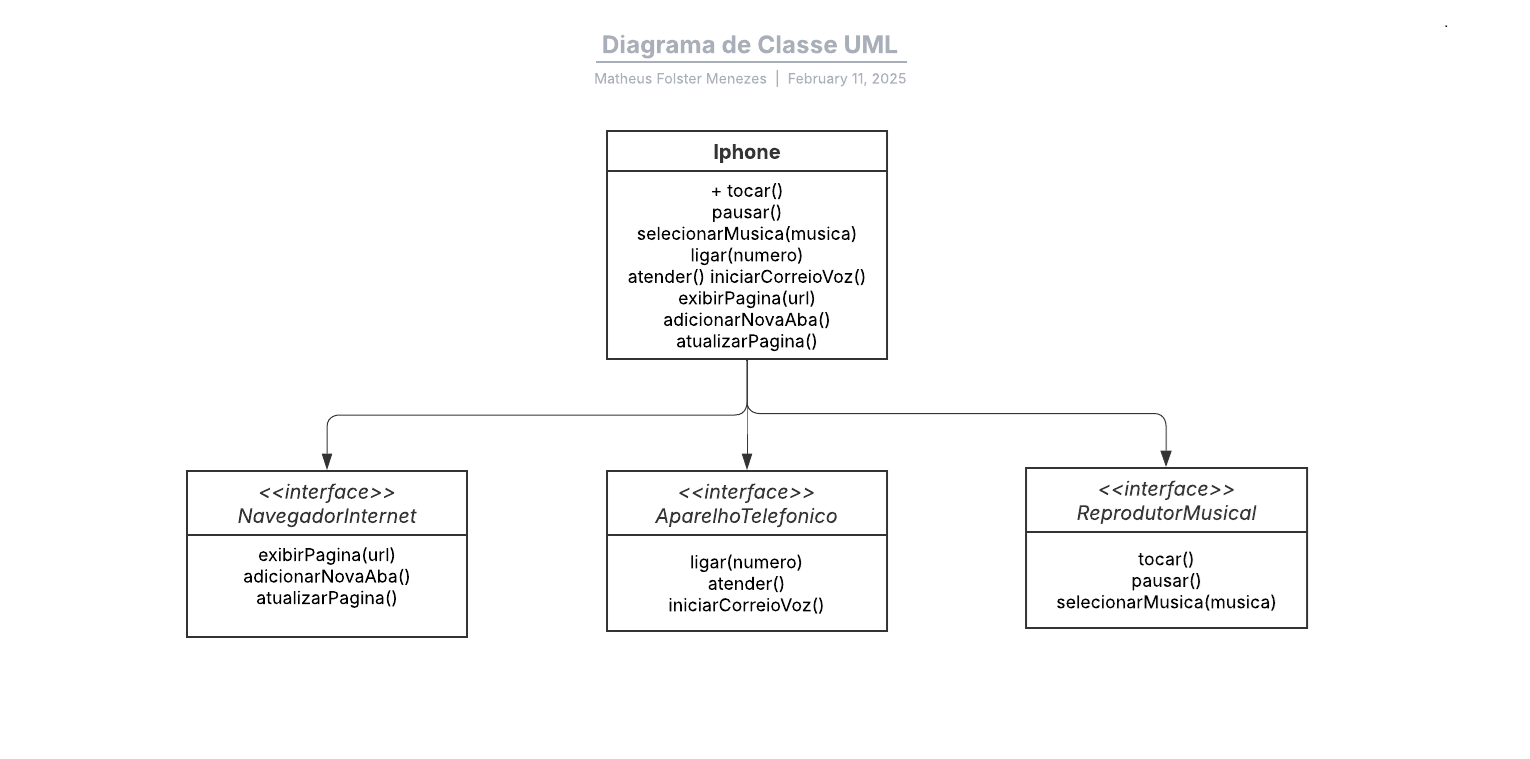 Diagrama de Classe UML
Matheus Folster Menezes | February 11, 2025
Iphone
+ tocar()
pausar()
selecionarMusica(musica)
ligar(numero)
atender() iniciarCorreioVoz()
exibirPagina(url)
adicionarNovaAba()
atualizarPagina()
<<interface>>
NavegadorInternet
exibirPagina(url)
adicionarNovaAba()
atualizarPagina()
<<interface>>
AparelhoTelefonico
ligar(numero)
atender()
iniciarCorreioVoz()
<<interface>>
ReprodutorMusical
tocar()
pausar()
selecionarMusica(musica)